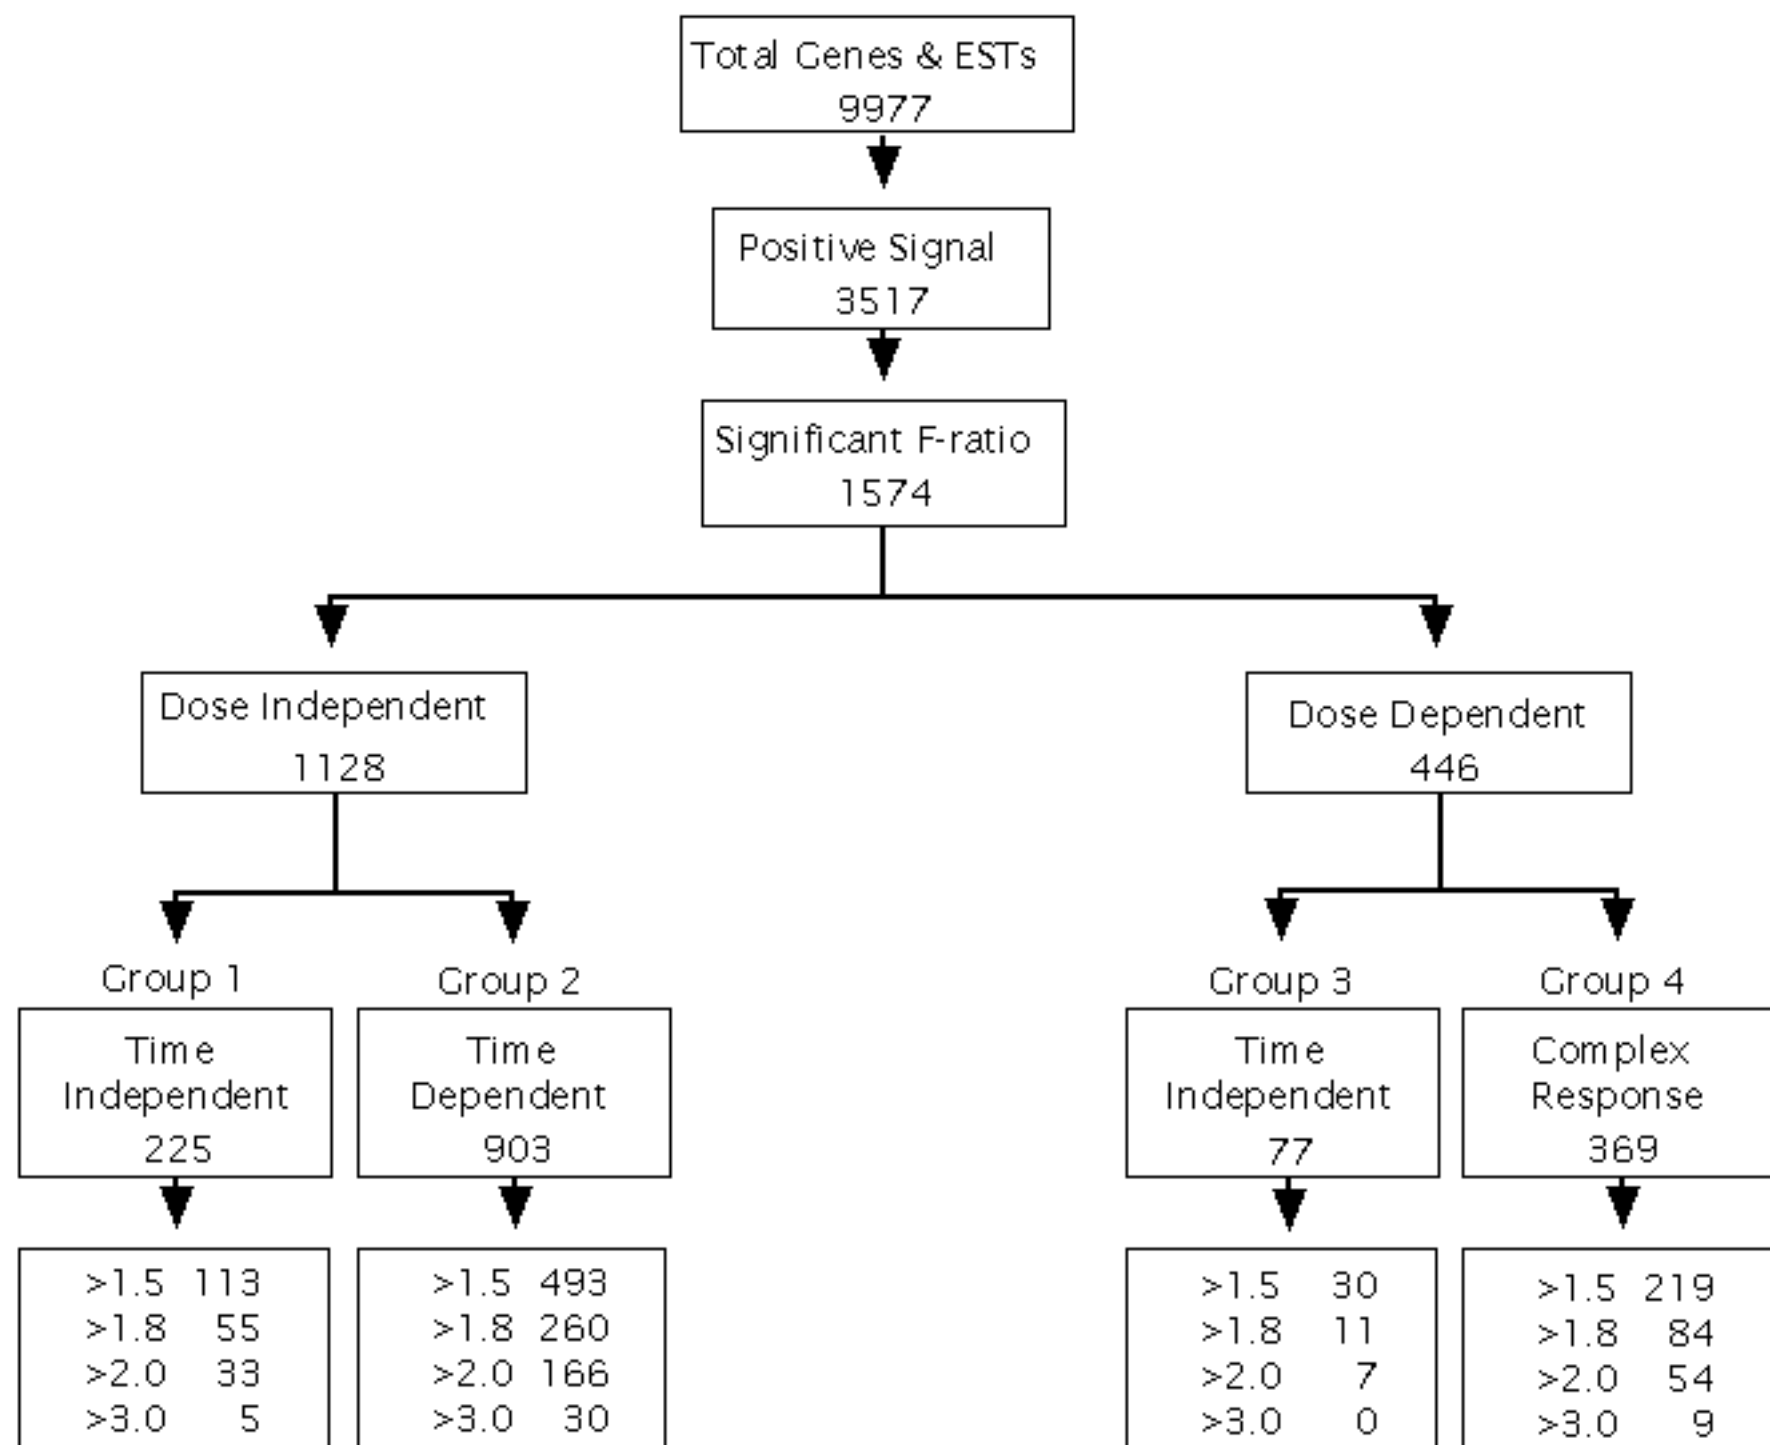 Total Genes & ESTs
9977
Positive Signal
3517
Significant F-ratio
1574
Dose Independent
1128
Dose Dependent
446
Group 1
Time
Independent
225
>1.5 113
>1.8 55
>2.0 33
>3.0 5
Group 2
Time
Dependent
903
>1.5 493
>1.8 260
>2.0 166
>3.0 30
Group 3
Time
Independent
77
>1.5 30
>1.8 11
>2.0 7
>3.0 0
Group 4
Complex
Response
369
>1.5 219
>1.8 84
>2.0 54
>3.0 9